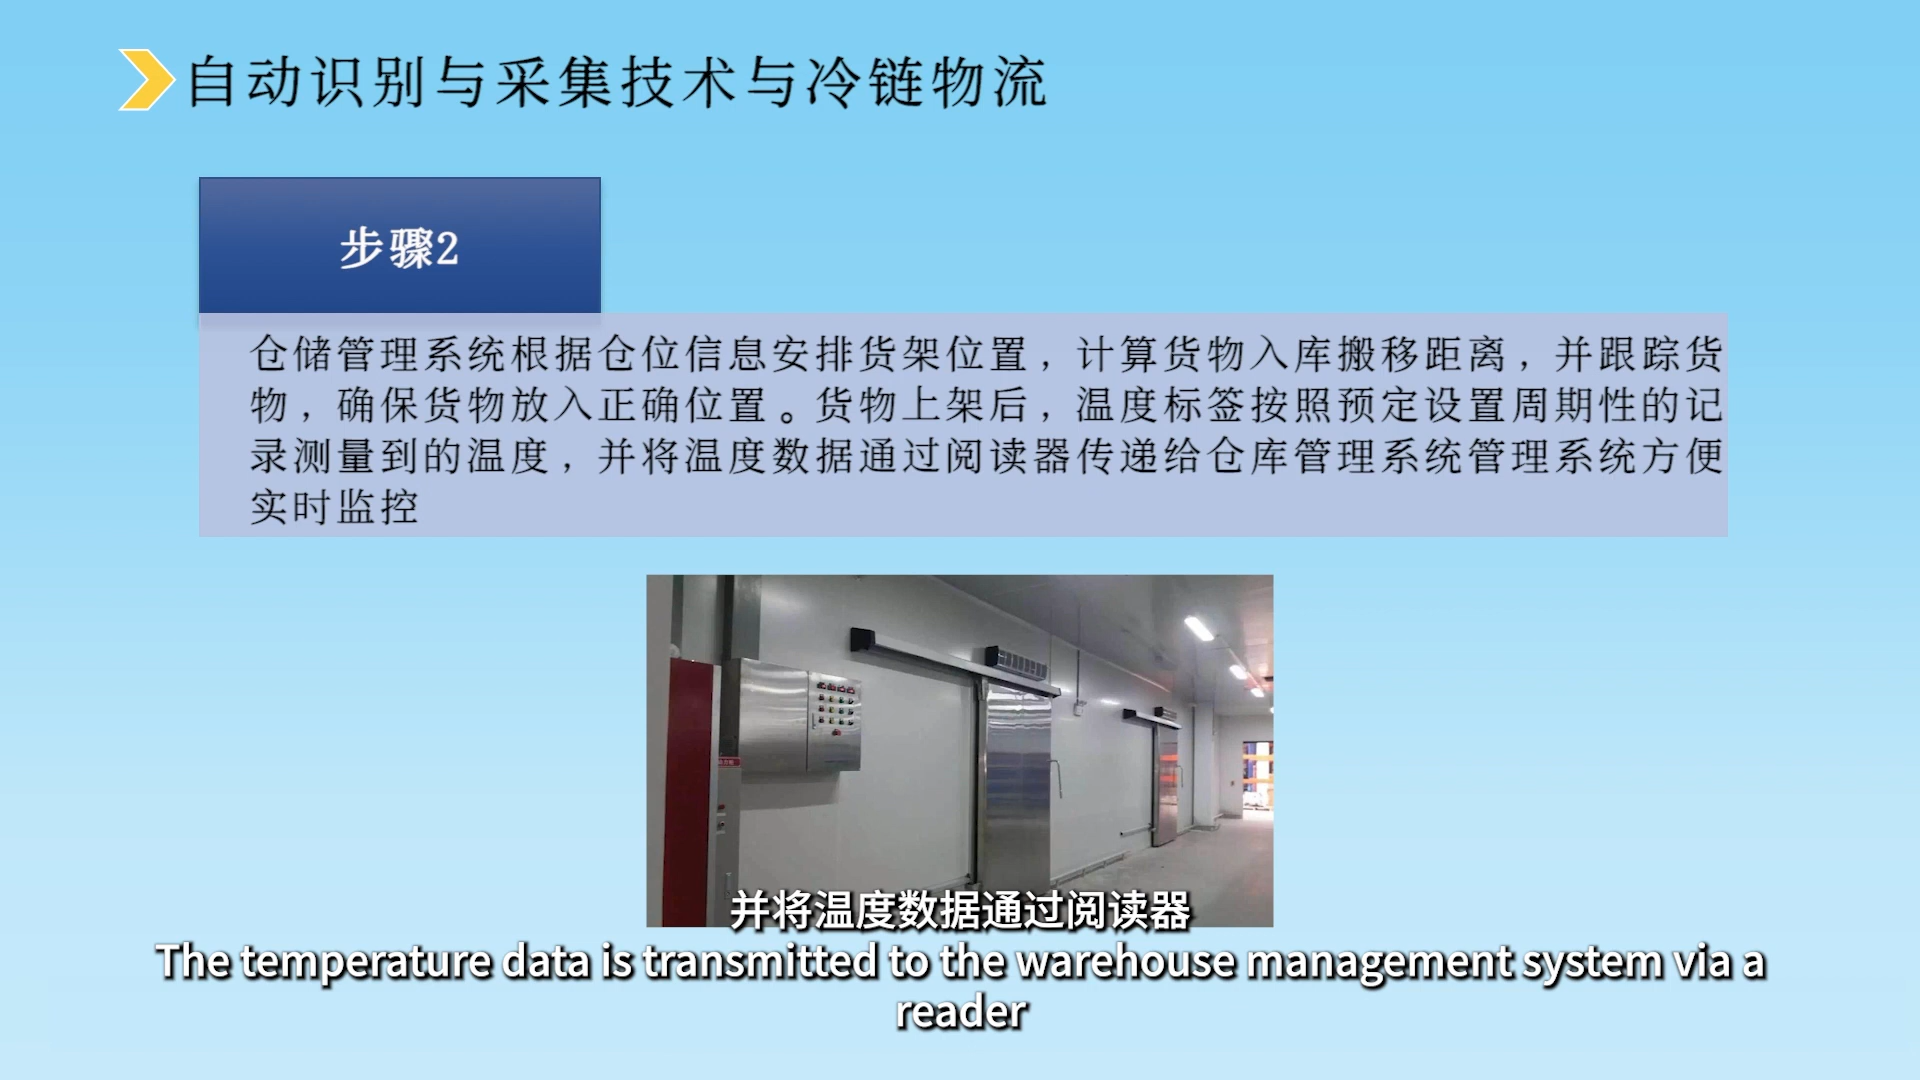 自动识别与采集技术与冷链物流
步骤2
仓储管理系统根据仓位信息安排货架位置，计算货物入库搬移距离，并跟踪货
物，确保货物放入正确位置。货物上架后，温度标签按照预定设置周期性的记
录测量到的温度，并将温度数据通过阅读器传递给仓库管理系统管理系统方便
实时监控
并将温度数据通过阅读器
The temperature data is transmitted to the warehouse management system via a
reader